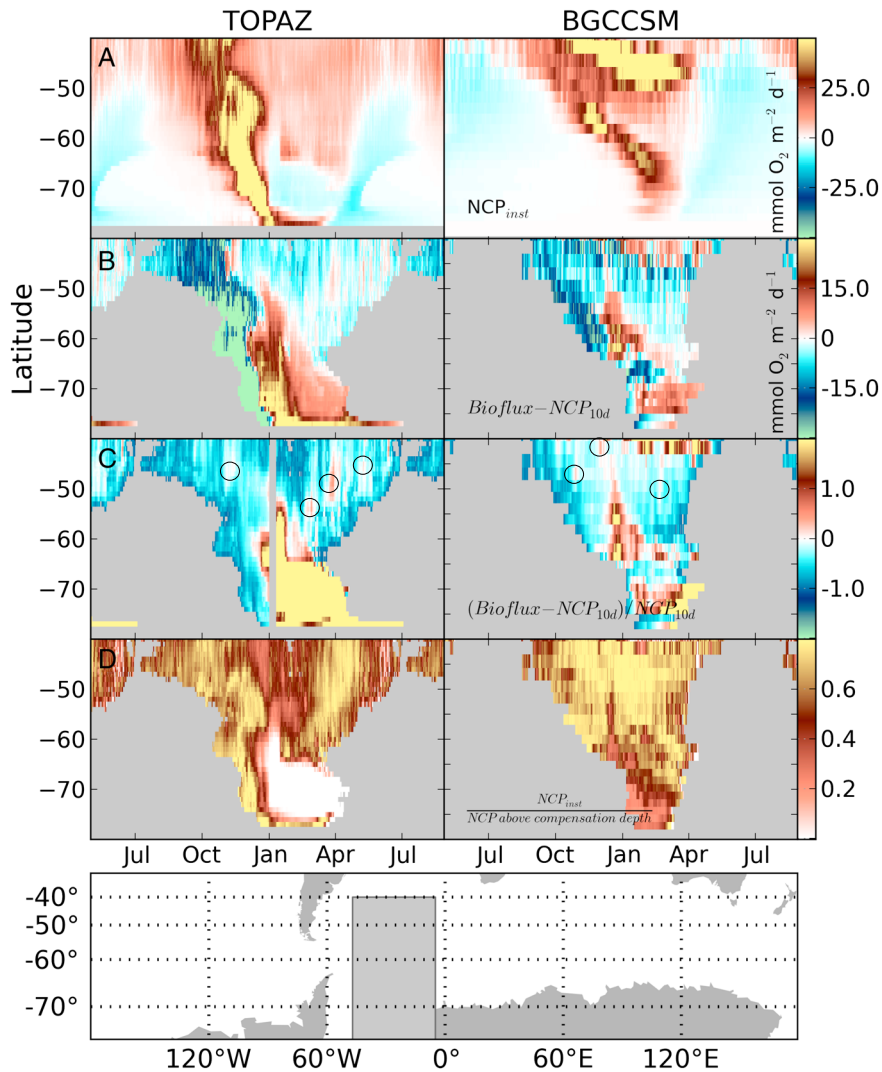 TOPAZ BGCCSM
A
−50
−60
−70
NCP_inst
25.0
0
-25.0
mmol O₂ m⁻² d⁻¹
B
−50
−60
−70
Bioflux−NCP_10d
15.0
0
-15.0
mmol O₂ m⁻² d⁻¹
Latitude
C
−50
−60
−70
(Bioflux−NCP_10d)/NCP_10d
1.0
0
-1.0
D
−50
−60
−70
NCP_inst
NCP above compensation depth
0.6
0.4
0.2
Jul Oct Jan Apr Jul Jul Oct Jan Apr Jul
-40°
-50°
-60°
-70°
120°W 60°W 0° 60°E 120°E